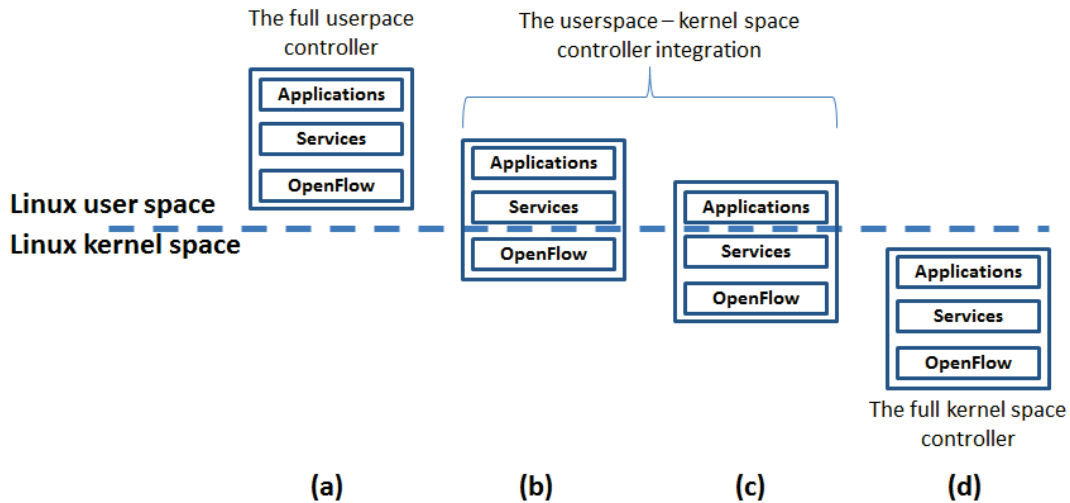 The full userpace
controller
Applications
Services
OpenFlow
The userspace – kernel space
controller integration
Applications
Services
OpenFlow
Applications
Services
OpenFlow
Linux user space
Linux kernel space
Applications
Services
OpenFlow
The full kernel space
controller
(a)
(b)
(c)
(d)